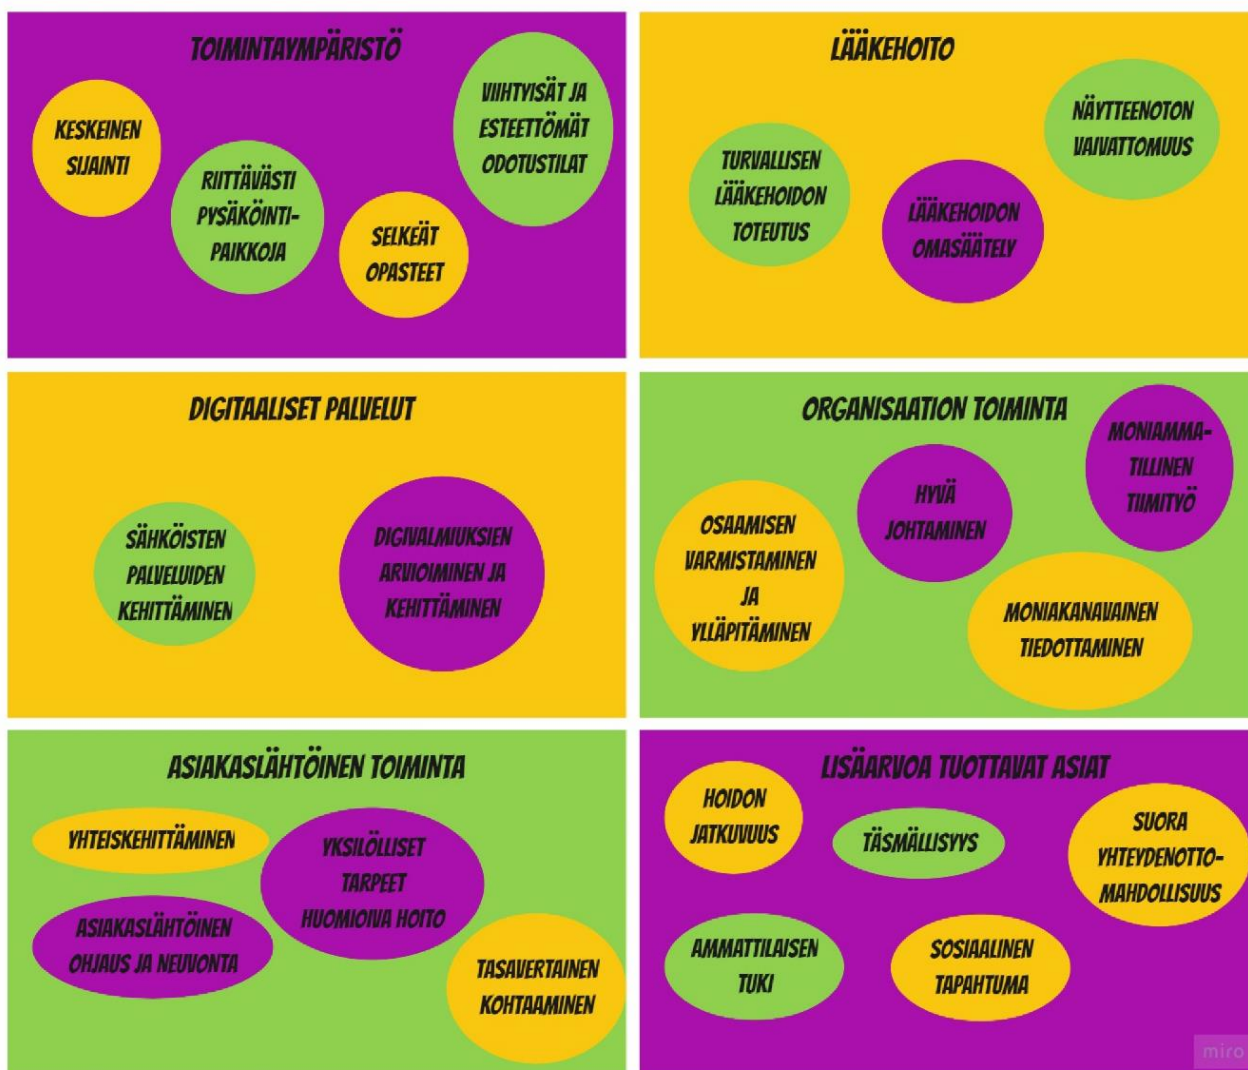 TOIMINTAYMPÄRISTÖ
KESKEINEN
SIJAINTI
RIITTÄVÄSTI
PYSÄKÖINTI-
PAIKKOJA
SELKEÄT
OPASTEET
VIIHTYISÄT JA
ESTEETTÖMÄT
ODOTUSTILAT
LÄÄKEHOITO
TURVALLISEN
LÄÄKEHOIDON
TOTEUTUS
LÄÄKEHOIDON
OMASÄÄTELY
NÄYTTEENOTON
VAIVATTOMUUS
DIGITAALISET PALVELUT
SÄHKÖISTEN
PALVELUIDEN
KEHITTÄMINEN
DIGIVALMIUKSIEN
ARVIOIMINEN JA
KEHITTÄMINEN
ORGANISAATION TOIMINTA
OSAAMISEN
VARMISTAMINEN
JA
YLLÄPITÄMINEN
HYVÄ
JOHTAMINEN
MONIAMMA-
TILLINEN
TIIMITYÖ
MONIAKANAVAINEN
TIEDOTTAMINEN
ASIAKASLÄHTÖINEN TOIMINTA
YHTEISKEHITTÄMINEN
ASIAKASLÄHTÖINEN
OHJAUS JA NEUVONTA
YKSILÖLLISET
TARPEET
HUOMIOIVA HOITO
TASAVERTAINEN
KOHTAAMINEN
LISÄARVOA TUOTTAVAT ASIAT
HOIDON
JATKUVUUS
TÄSMÄLLISYYS
SUORA
YHTEYDENOTTO-
MAHDOLLISUUS
AMMATTILAISEN
TUKI
SOSIAALINEN
TAPAHTUMA
miro